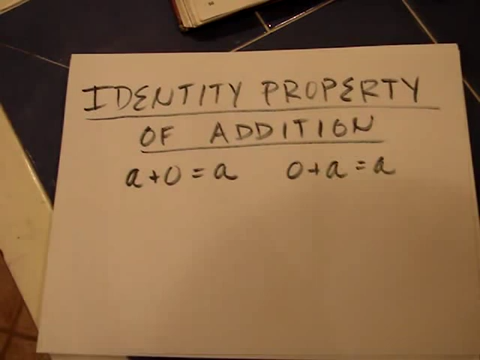 IDENTITY PROPERTY
OF ADDITION
a+0=a 0+a=a